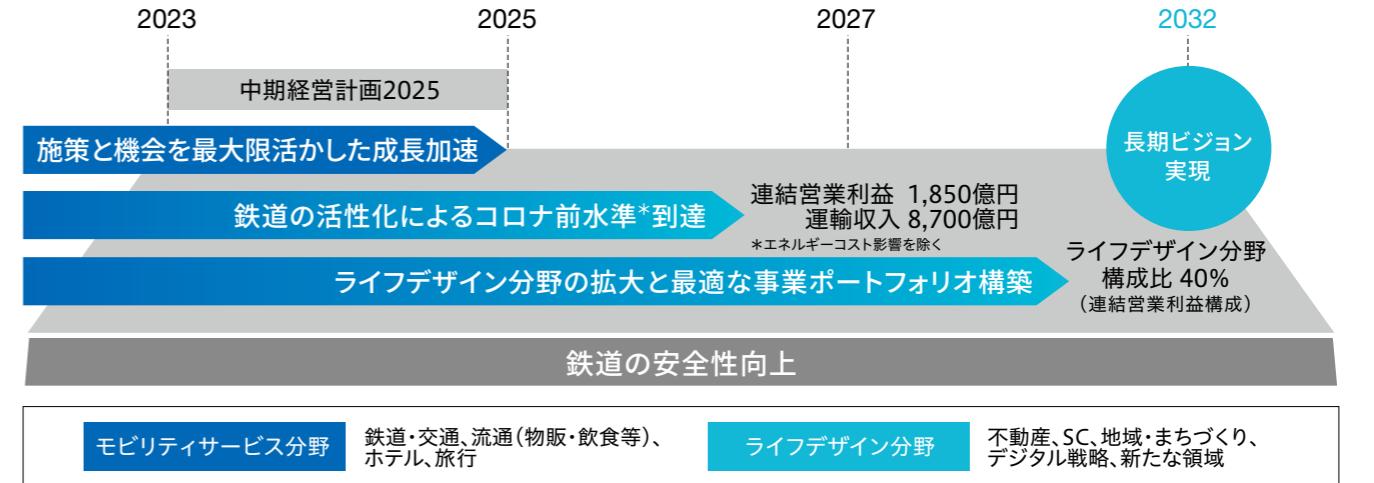 2023
2025
2027
2032
中期経営計画2025
施策と機会を最大限活かした成長加速
長期ビジョン
実現
鉄道の活性化によるコロナ前水準*到達
連結営業利益 1,850億円
運輸収入 8,700億円
*エネルギーコスト影響を除く
ライフデザイン分野の拡大と最適な事業ポートフォリオ構築
ライフデザイン分野
構成比 40%
(連結営業利益構成)
鉄道の安全性向上
モビリティサービス分野
鉄道・交通、流通(物販・飲食等)、
ホテル、旅行
ライフデザイン分野
不動産、SC、地域・まちづくり、
デジタル戦略、新たな領域